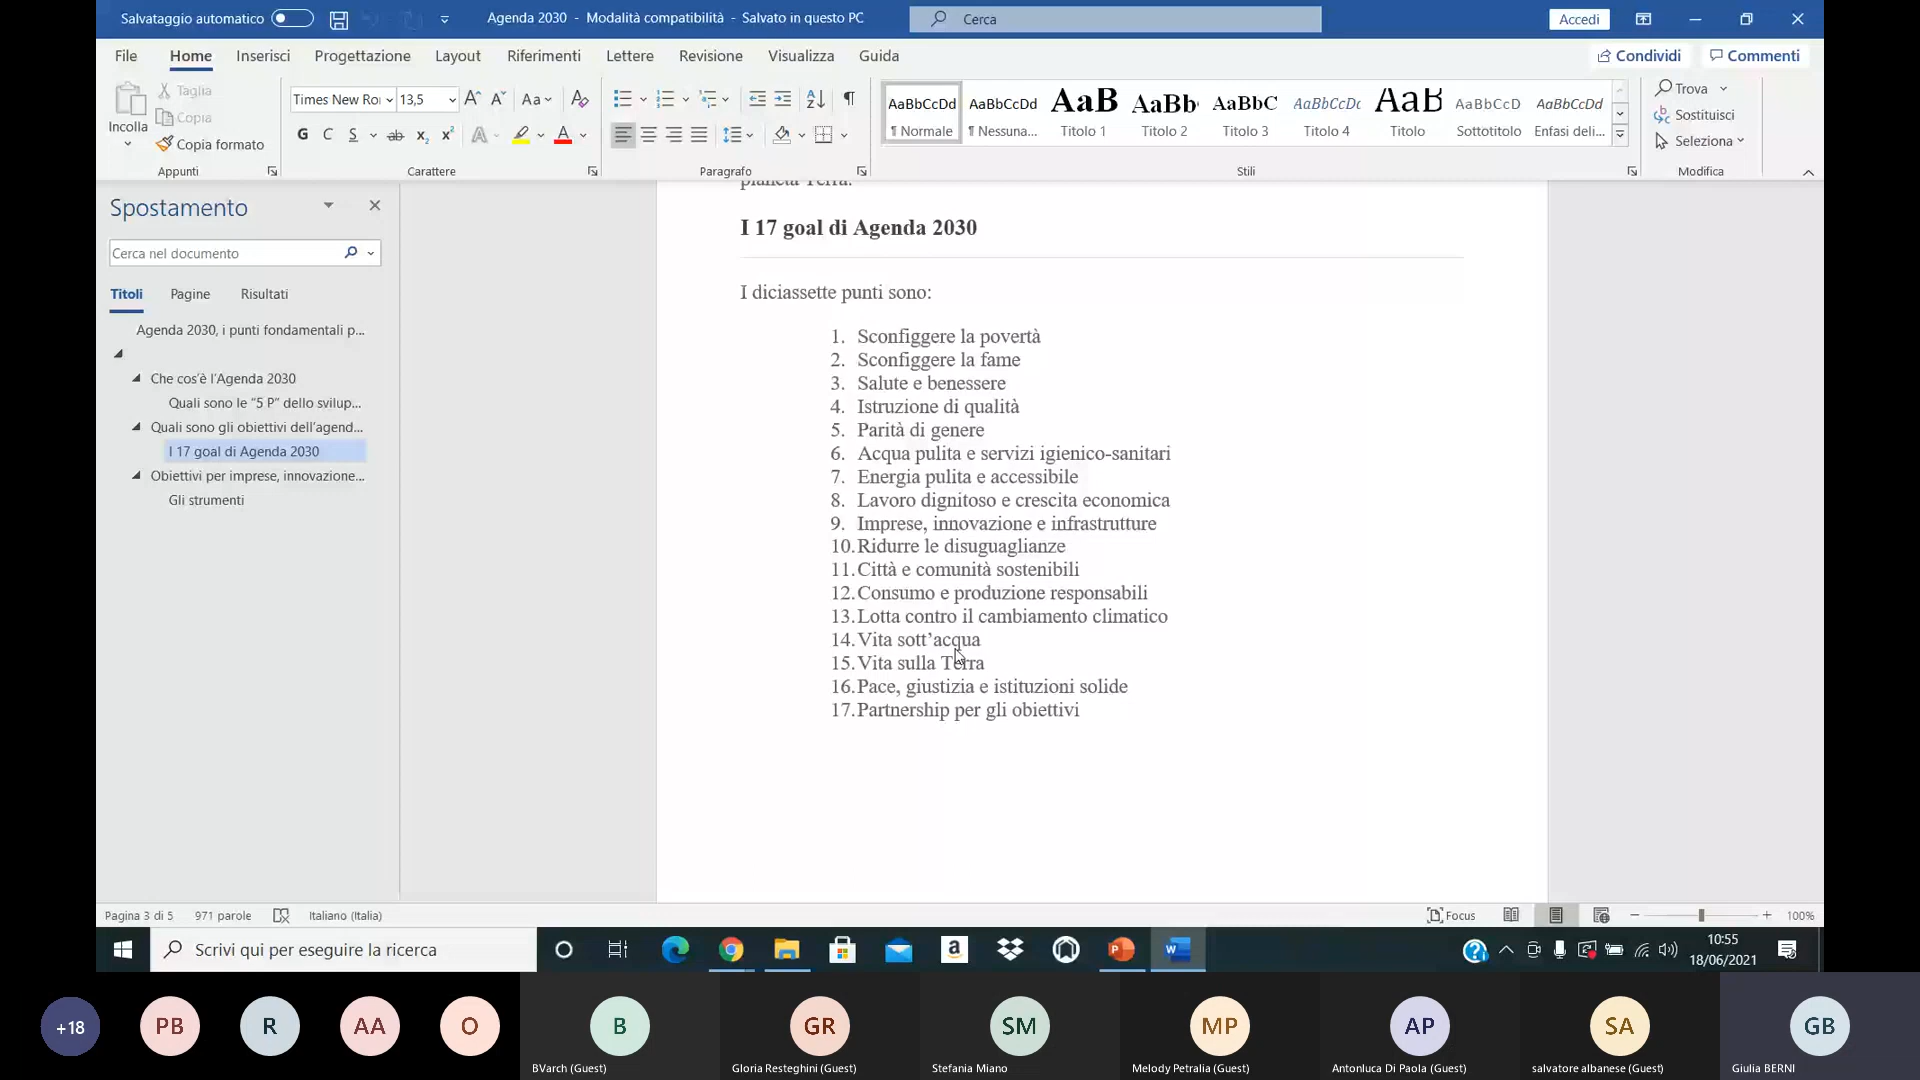 Salvataggio automatico
Agenda 2030 - Modalità compatibilità - Salvato in questo PC
Cerca
Accedi
File Home Inserisci Progettazione Layout Riferimenti Lettere Revisione Visualizza Guida
Condividi Commenti
Incolla
Taglia
Copia
Copia formato
Appunti
Times New Ro 13,5
Aa
G C S ab x₂ x² A A
Carattere
Paragrafo
AaBbCcDd AaBbCcDd AaB AaBb AaBbC AaBbCcDd AaB AaBbCcD AaBbCcDd
¶ Normale ¶ Nessuna... Titolo 1 Titolo 2 Titolo 3 Titolo 4 Titolo Sottotitolo Enfasi deli...
Stili
Trova
Sostituisci
Seleziona
Modifica
Spostamento
Cerca nel documento
Titoli Pagine Risultati
Agenda 2030, i punti fondamentali p...
Che cos'è l'Agenda 2030
Quali sono le "5 P" dello svilup...
Quali sono gli obiettivi dell'agend...
I 17 goal di Agenda 2030
Obiettivi per imprese, innovazione...
Gli strumenti
pianeta Terra.
I 17 goal di Agenda 2030
I diciassette punti sono:
1. Sconfiggere la povertà
2. Sconfiggere la fame
3. Salute e benessere
4. Istruzione di qualità
5. Parità di genere
6. Acqua pulita e servizi igienico-sanitari
7. Energia pulita e accessibile
8. Lavoro dignitoso e crescita economica
9. Imprese, innovazione e infrastrutture
10. Ridurre le disuguaglianze
11. Città e comunità sostenibili
12. Consumo e produzione responsabili
13. Lotta contro il cambiamento climatico
14. Vita sott’acqua
15. Vita sulla Terra
16. Pace, giustizia e istituzioni solide
17. Partnership per gli obiettivi
Pagina 3 di 5 971 parole Italiano (Italia)
Focus
100%
Scrivi qui per eseguire la ricerca
10:55
18/06/2021
+18 PB R AA O B GR SM MP AP SA GB
BVarch (Guest) Gloria Resteghini (Guest) Stefania Miano Melody Petralia (Guest) Antonluca Di Paola (Guest) salvatore albanese (Guest) Giulia BERNI